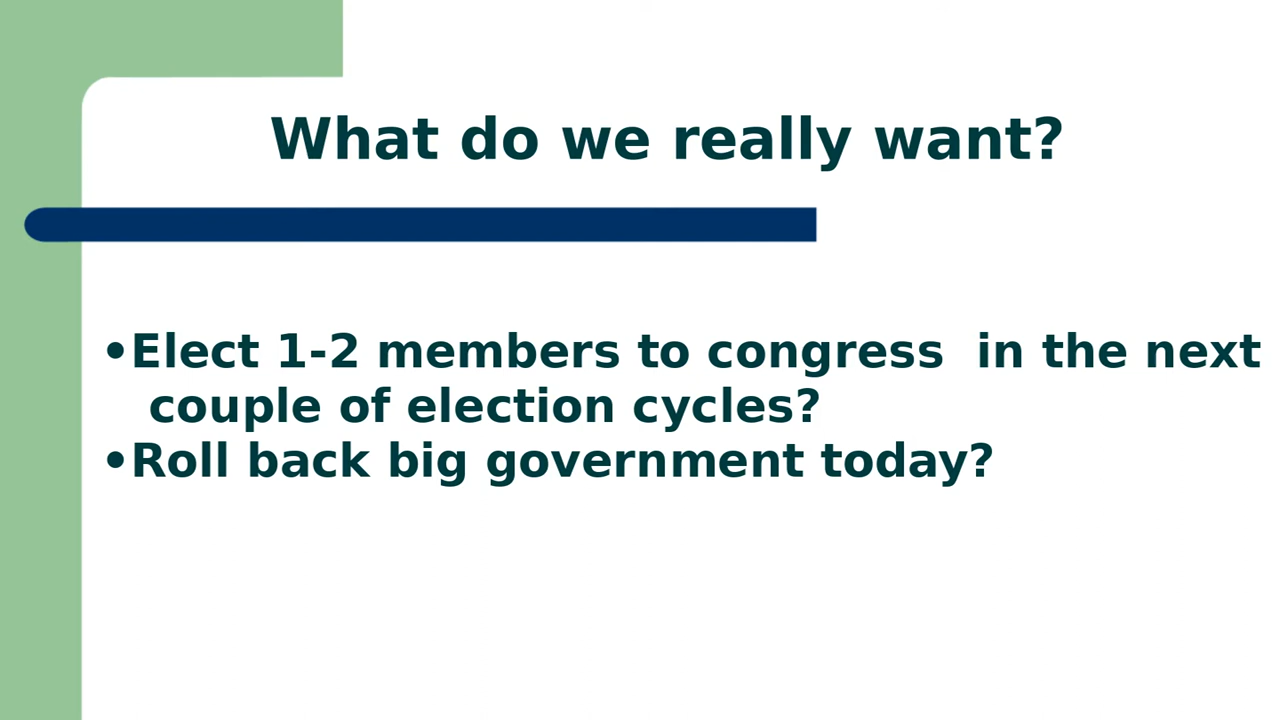 What do we really want?
•Elect 1-2 members to congress  in the next
couple of election cycles?
•Roll back big government today?